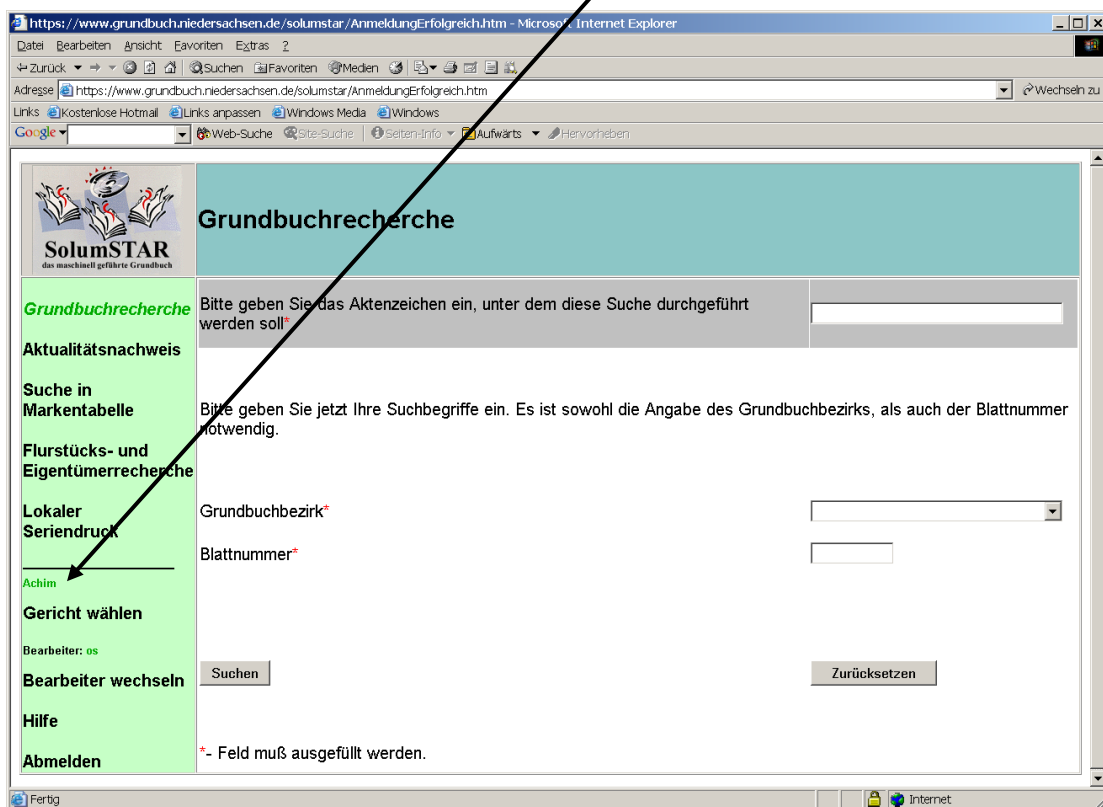 https://www.grundbuch.niedersachsen.de/solumstar/AnmeldungErfolgreich.htm - Microsoft Internet Explorer
Datei Bearbeiten Ansicht Favoriten Extras ?
Zurück Suchen Favoriten Medien
Adresse https://www.grundbuch.niedersachsen.de/solumstar/AnmeldungErfolgreich.htm Wechseln zu
Links Kostenlose Hotmail Links anpassen Windows Media Windows
Google Web-Suche Site-Suche Seiten-Info Aufwärts Hervorheben
SolumSTAR
das maschinell geführte Grundbuch
Grundbuchrecherche
Grundbuchrecherche
Aktualitätsnachweis
Suche in
Markentabelle
Flurstücks- und
Eigentümerrecherche
Lokaler
Seriendruck
Achim
Gericht wählen
Bearbeiter: os
Bearbeiter wechseln
Hilfe
Abmelden
Bitte geben Sie das Aktenzeichen ein, unter dem diese Suche durchgeführt
werden soll*
Bitte geben Sie jetzt Ihre Suchbegriffe ein. Es ist sowohl die Angabe des Grundbuchbezirks, als auch der Blattnummer
notwendig.
Grundbuchbezirk*
Blattnummer*
Suchen Zurücksetzen
*- Feld muß ausgefüllt werden.
Fertig Internet